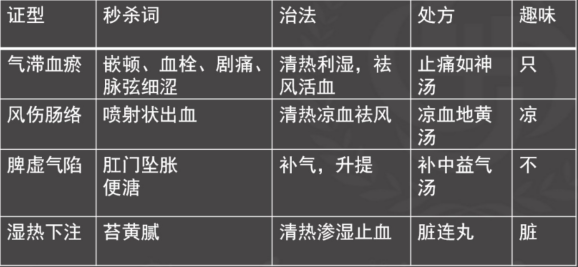 证型 秒杀词 治法 处方 趣味
气滞血瘀 嵌顿、血栓、剧痛、 清热利湿，祛 止痛如神 只
脉弦细涩 风活血 汤
风伤肠络 喷射状出血 清热凉血祛风 凉血地黄 凉
汤
脾虚气陷 肛门坠胀 补气，升提 补中益气 不
便溏 汤
湿热下注 苔黄腻 清热渗湿止血 脏连丸 脏